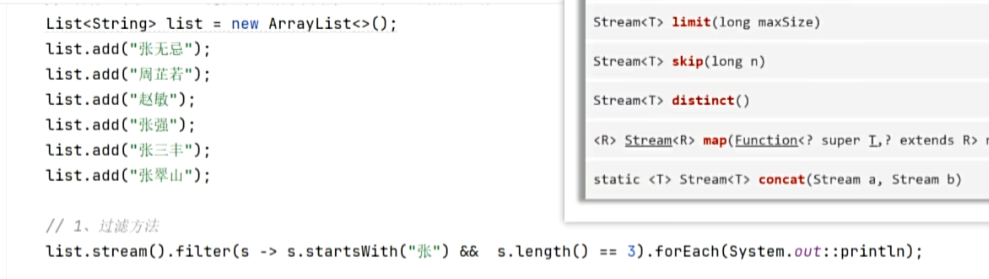 List<String> list = new ArrayList<>();
list.add("张无忌");
list.add("周芷若");
list.add("赵敏");
list.add("张强");
list.add("张三丰");
list.add("张翠山");
// 1、过滤方法
list.stream().filter(s -> s.startsWith("张") && s.length() == 3).forEach(System.out::println);
Stream<T> limit(long maxSize)
Stream<T> skip(long n)
Stream<T> distinct()
<R> Stream<R> map(Function<? super T,? extends R>
static <T> Stream<T> concat(Stream a, Stream b)